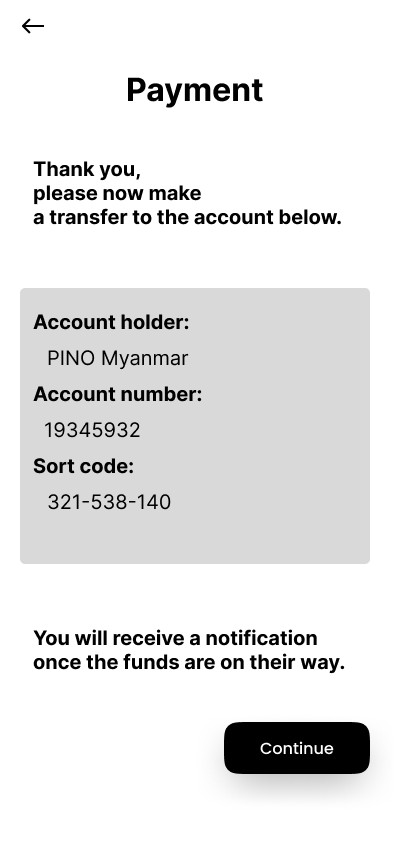 Payment
Thank you,
please now make
a transfer to the account below.
Account holder:
PINO Myanmar
Account number:
19345932
Sort code:
321-538-140
You will receive a notification
once the funds are on their way.
Continue